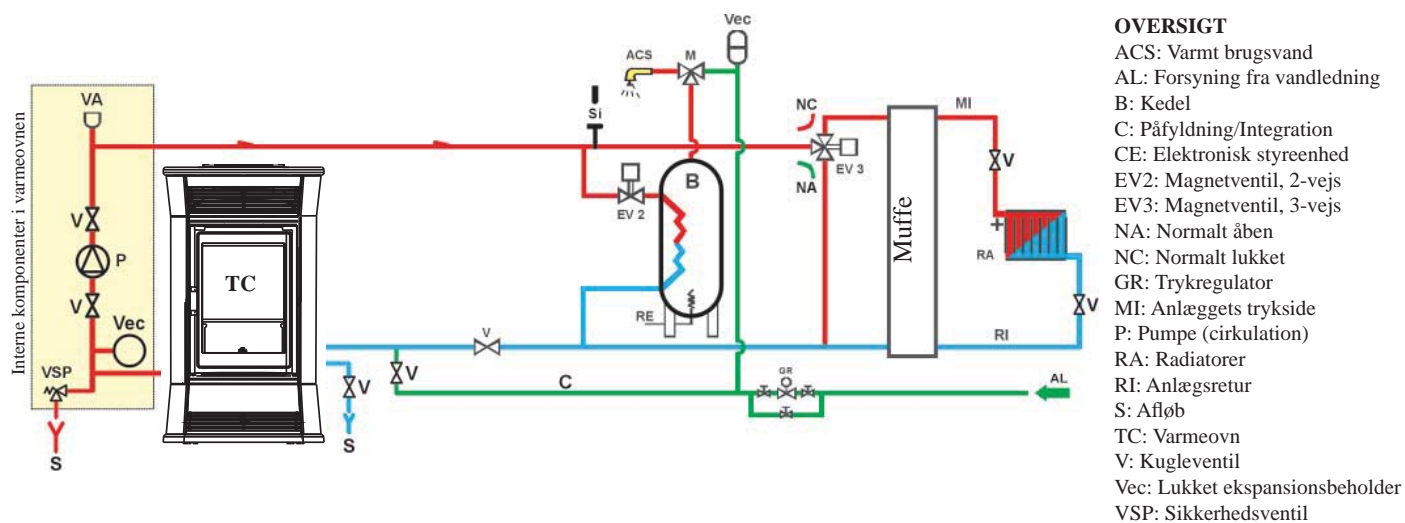 Interne komponenter i varmeovnen
VA
V
P
V
Vec
VSP
S
TC
V
S
V
V
C
Si
EV 2
ACS
M
Vec
B
RE
NC
NA
EV 3
GR
AL
Muffe
MI
V
+
RA
V
RI
OVERSIGT
ACS: Varmt brugsvand
AL: Forsyning fra vandledning
B: Kedel
C: Påfyldning/Integration
CE: Elektronisk styreenhed
EV2: Magnetventil, 2-vejs
EV3: Magnetventil, 3-vejs
NA: Normalt åben
NC: Normalt lukket
GR: Trykregulator
MI: Anlæggets trykside
P: Pumpe (cirkulation)
RA: Radiatorer
RI: Anlægsretur
S: Afløb
TC: Varmeovn
V: Kugleventil
Vec: Lukket ekspansionsbeholder
VSP: Sikkerhedsventil